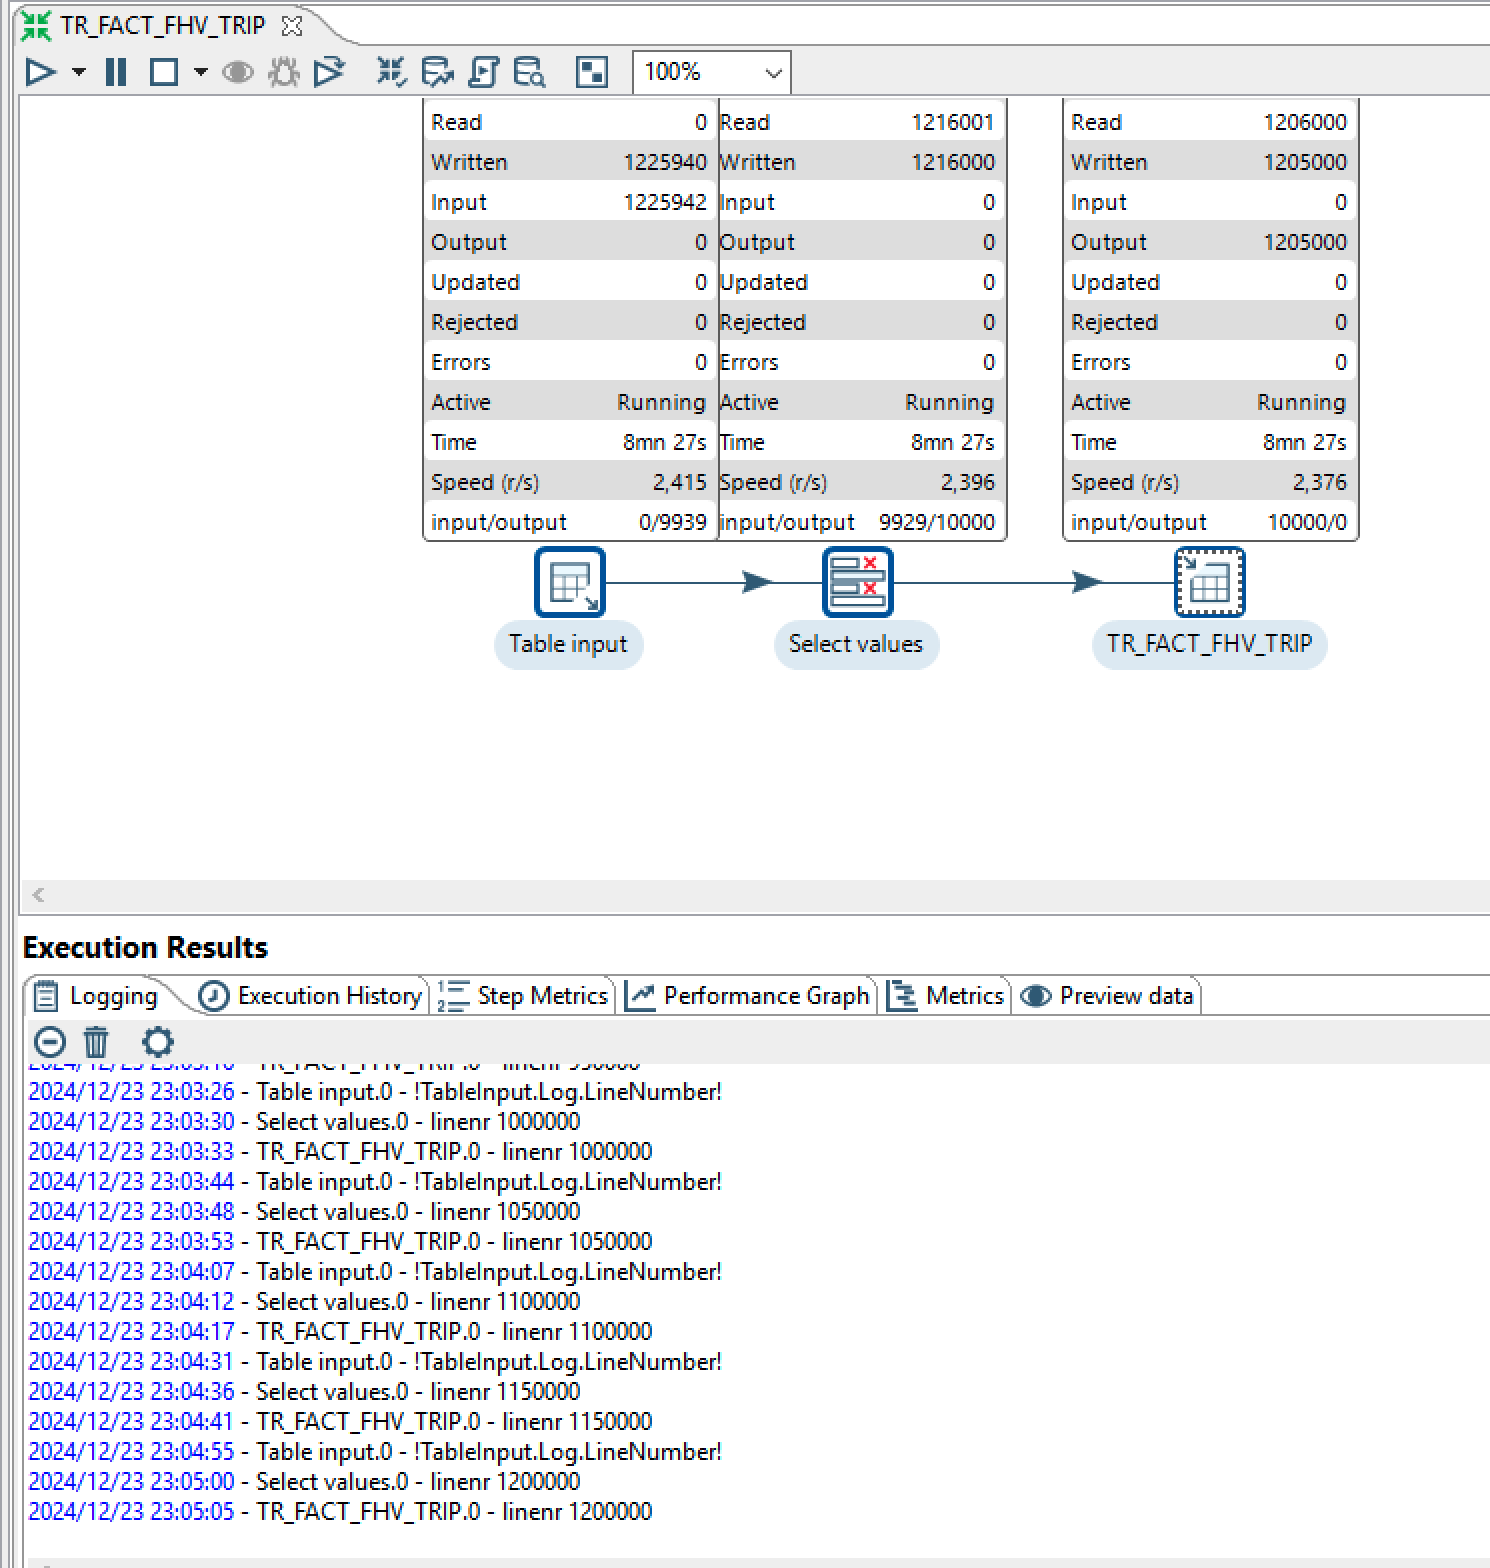 TR_FACT_FHV_TRIP
100%
Read 0 Read 1216001 Read 1206000
Written 1225940 Written 1216000 Written 1205000
Input 1225942 Input 0 Input 0
Output 0 Output 0 Output 1205000
Updated 0 Updated 0 Updated 0
Rejected 0 Rejected 0 Rejected 0
Errors 0 Errors 0 Errors 0
Active Running Active Running Active Running
Time 8mn 27s Time 8mn 27s Time 8mn 27s
Speed (r/s) 2,415 Speed (r/s) 2,396 Speed (r/s) 2,376
input/output 0/9939 input/output 9929/10000 input/output 10000/0
Table input Select values TR_FACT_FHV_TRIP
Execution Results
Logging Execution History Step Metrics Performance Graph Metrics Preview data
2024/12/23 23:03:26 - Table input.0 - !TableInput.Log.LineNumber!
2024/12/23 23:03:30 - Select values.0 - linenr 1000000
2024/12/23 23:03:33 - TR_FACT_FHV_TRIP.0 - linenr 1000000
2024/12/23 23:03:44 - Table input.0 - !TableInput.Log.LineNumber!
2024/12/23 23:03:48 - Select values.0 - linenr 1050000
2024/12/23 23:03:53 - TR_FACT_FHV_TRIP.0 - linenr 1050000
2024/12/23 23:04:07 - Table input.0 - !TableInput.Log.LineNumber!
2024/12/23 23:04:12 - Select values.0 - linenr 1100000
2024/12/23 23:04:17 - TR_FACT_FHV_TRIP.0 - linenr 1100000
2024/12/23 23:04:31 - Table input.0 - !TableInput.Log.LineNumber!
2024/12/23 23:04:36 - Select values.0 - linenr 1150000
2024/12/23 23:04:41 - TR_FACT_FHV_TRIP.0 - linenr 1150000
2024/12/23 23:04:55 - Table input.0 - !TableInput.Log.LineNumber!
2024/12/23 23:05:00 - Select values.0 - linenr 1200000
2024/12/23 23:05:05 - TR_FACT_FHV_TRIP.0 - linenr 1200000